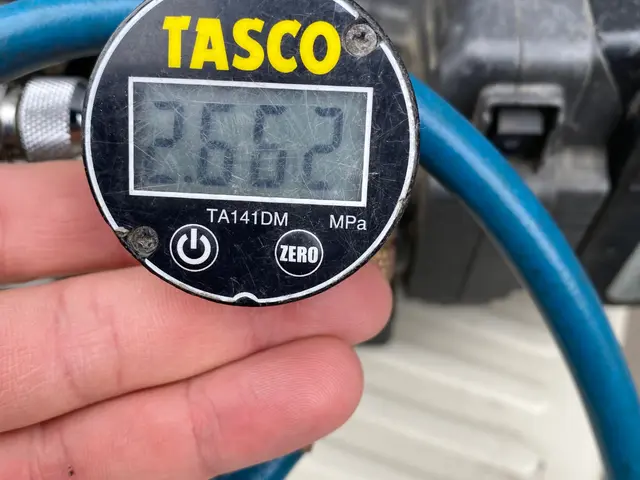 TASCO
2.662
TA141DM MPa
ZERO